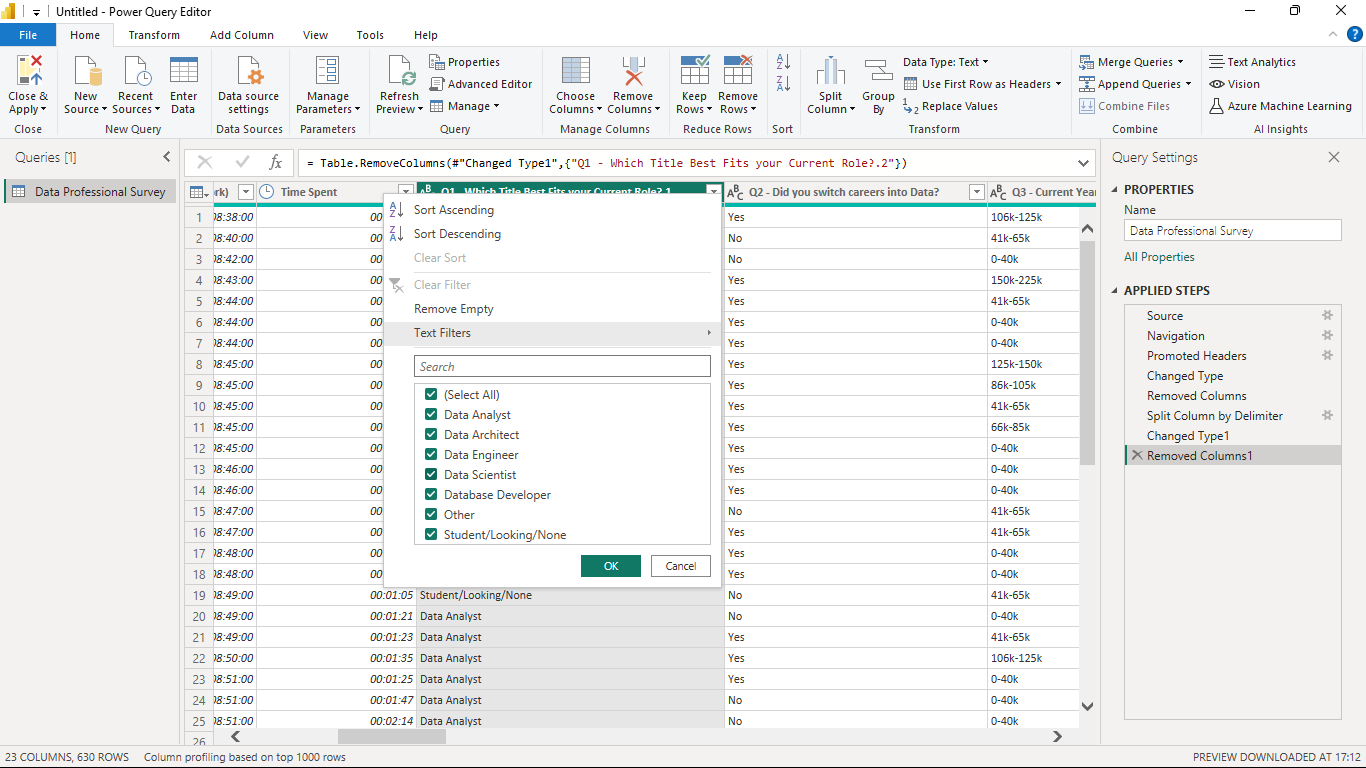 Untitled - Power Query Editor
File Home Transform Add Column View Tools Help
Close & Apply
Close
New Source
Recent Sources
Enter Data
New Query
Data source settings
Data Sources
Manage Parameters
Parameters
Refresh Preview
Properties
Advanced Editor
Manage
Query
Choose Columns
Remove Columns
Manage Columns
Keep Rows
Remove Rows
Reduce Rows
Sort
Split Column
Group By
Data Type: Text
Use First Row as Headers
Replace Values
Transform
Merge Queries
Append Queries
Combine Files
Combine
Text Analytics
Vision
Azure Machine Learning
AI Insights
Queries [1]
Data Professional Survey
fx = Table.RemoveColumns(#"Changed Type1",{"Q1 - Which Title Best Fits your Current Role?.2"})
rk) Time Spent Q1 - Which Title Best Fits your Current Role?.1 Q2 - Did you switch careers into Data? Q3 - Current Year
1 08:38:00 00 Yes 106k-125k
2 08:40:00 00 No 41k-65k
3 08:42:00 00 No 0-40k
4 08:43:00 00 Yes 150k-225k
5 08:44:00 00 Yes 41k-65k
6 08:44:00 00 Yes 0-40k
7 08:44:00 00 Yes 0-40k
8 08:45:00 00 Yes 125k-150k
9 08:45:00 00 Yes 86k-105k
10 08:45:00 00 Yes 41k-65k
11 08:45:00 00 Yes 66k-85k
12 08:45:00 00 Yes 0-40k
13 08:46:00 00 Yes 0-40k
14 08:46:00 00 Yes 0-40k
15 08:47:00 00 No 41k-65k
16 08:47:00 00 Yes 41k-65k
17 08:48:00 00 Yes 0-40k
18 08:48:00 00 Yes 0-40k
19 08:49:00 00:01:05 Student/Looking/None No 41k-65k
20 08:49:00 00:01:21 Data Analyst No 0-40k
21 08:49:00 00:01:23 Data Analyst Yes 41k-65k
22 08:50:00 00:01:35 Data Analyst Yes 106k-125k
23 08:51:00 00:01:25 Data Analyst Yes 0-40k
24 08:51:00 00:01:47 Data Analyst No 0-40k
25 08:51:00 00:02:14 Data Analyst No 0-40k
26
Sort Ascending
Sort Descending
Clear Sort
Clear Filter
Remove Empty
Text Filters
Search
(Select All)
Data Analyst
Data Architect
Data Engineer
Data Scientist
Database Developer
Other
Student/Looking/None
OK Cancel
Query Settings
PROPERTIES
Name
Data Professional Survey
All Properties
APPLIED STEPS
Source
Navigation
Promoted Headers
Changed Type
Removed Columns
Split Column by Delimiter
Changed Type1
Removed Columns1
23 COLUMNS, 630 ROWS Column profiling based on top 1000 rows PREVIEW DOWNLOADED AT 17:12